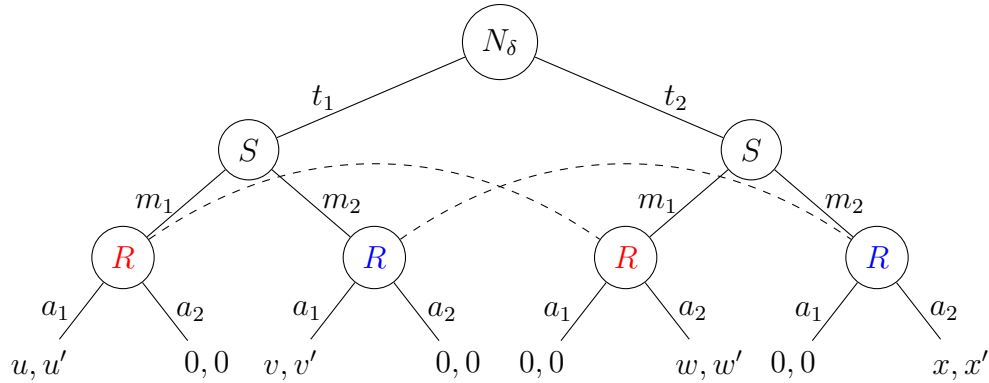 N_δ
t_1 t_2
S S
m_1 m_2 m_1 m_2
R R R R
a_1 a_2 a_1 a_2 a_1 a_2 a_1 a_2
u, u′ 0, 0 v, v′ 0, 0 0, 0 w, w′ 0, 0 x, x′